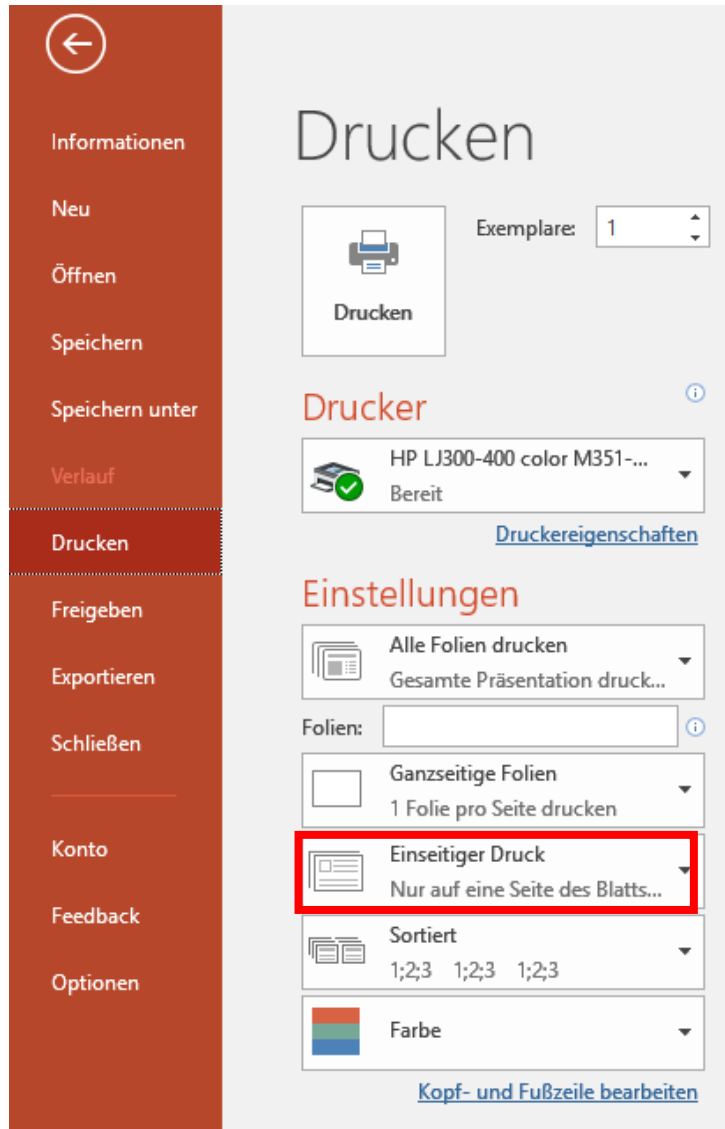 Informationen
Neu
Öffnen
Speichern
Speichern unter
Verlauf
Drucken
Freigeben
Exportieren
Schließen
Konto
Feedback
Optionen
Drucken
Exemplare: 1
Drucken
Drucker
HP LJ300-400 color M351-...
Bereit
Druckereigenschaften
Einstellungen
Alle Folien drucken
Gesamte Präsentation druck...
Folien:
Ganzseitige Folien
1 Folie pro Seite drucken
Einseitiger Druck
Nur auf eine Seite des Blatts...
Sortiert
1;2;3 1;2;3 1;2;3
Farbe
Kopf- und Fußzeile bearbeiten